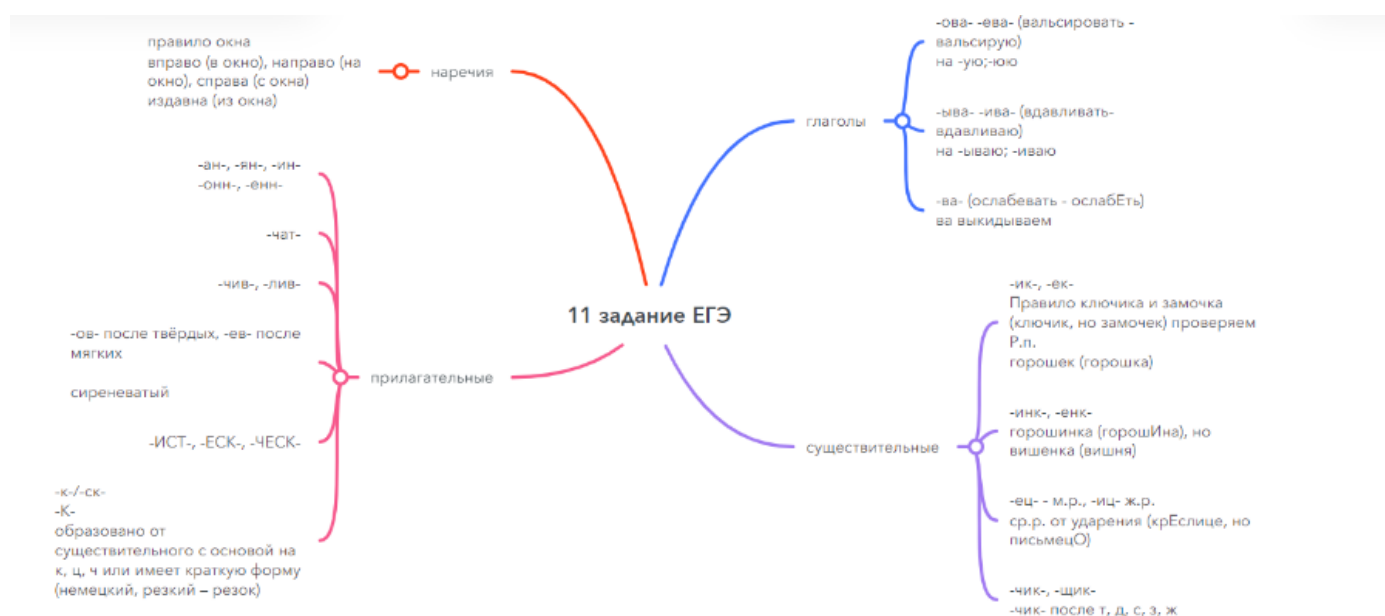 11 задание ЕГЭ
наречия
правило окна
вправо (в окно), направо (на
окно), справа (с окна)
издавна (из окна)
прилагательные
-ан-, -ян-, -ин-
-онн-, -енн-
-чат-
-чив-, -лив-
-ов- после твёрдых, -ев- после
мягких
сиреневатый
-ИСТ-, -ЕСК-, -ЧЕСК-
-к-/-ск-
-К-
образовано от
существительного с основой на
к, ц, ч или имеет краткую форму
(немецкий, резкий – резок)
глаголы
-ова- -ева- (вальсировать -
вальсирую)
на -ую;-юю
-ыва- -ива- (вдавливать-
вдавливаю)
на -ываю; -иваю
-ва- (ослабевать - ослабЕть)
ва выкидываем
существительные
-ик-, -ек-
Правило ключика и замочка
(ключик, но замочек) проверяем
Р.п.
горошек (горошка)
-инк-, -енк-
горошинка (горошИна), но
вишенка (вишня)
-ец- - м.р., -иц- ж.р.
ср.р. от ударения (крЕслице, но
письмецО)
-чик-, -щик-
-чик- после т, д, с, з, ж